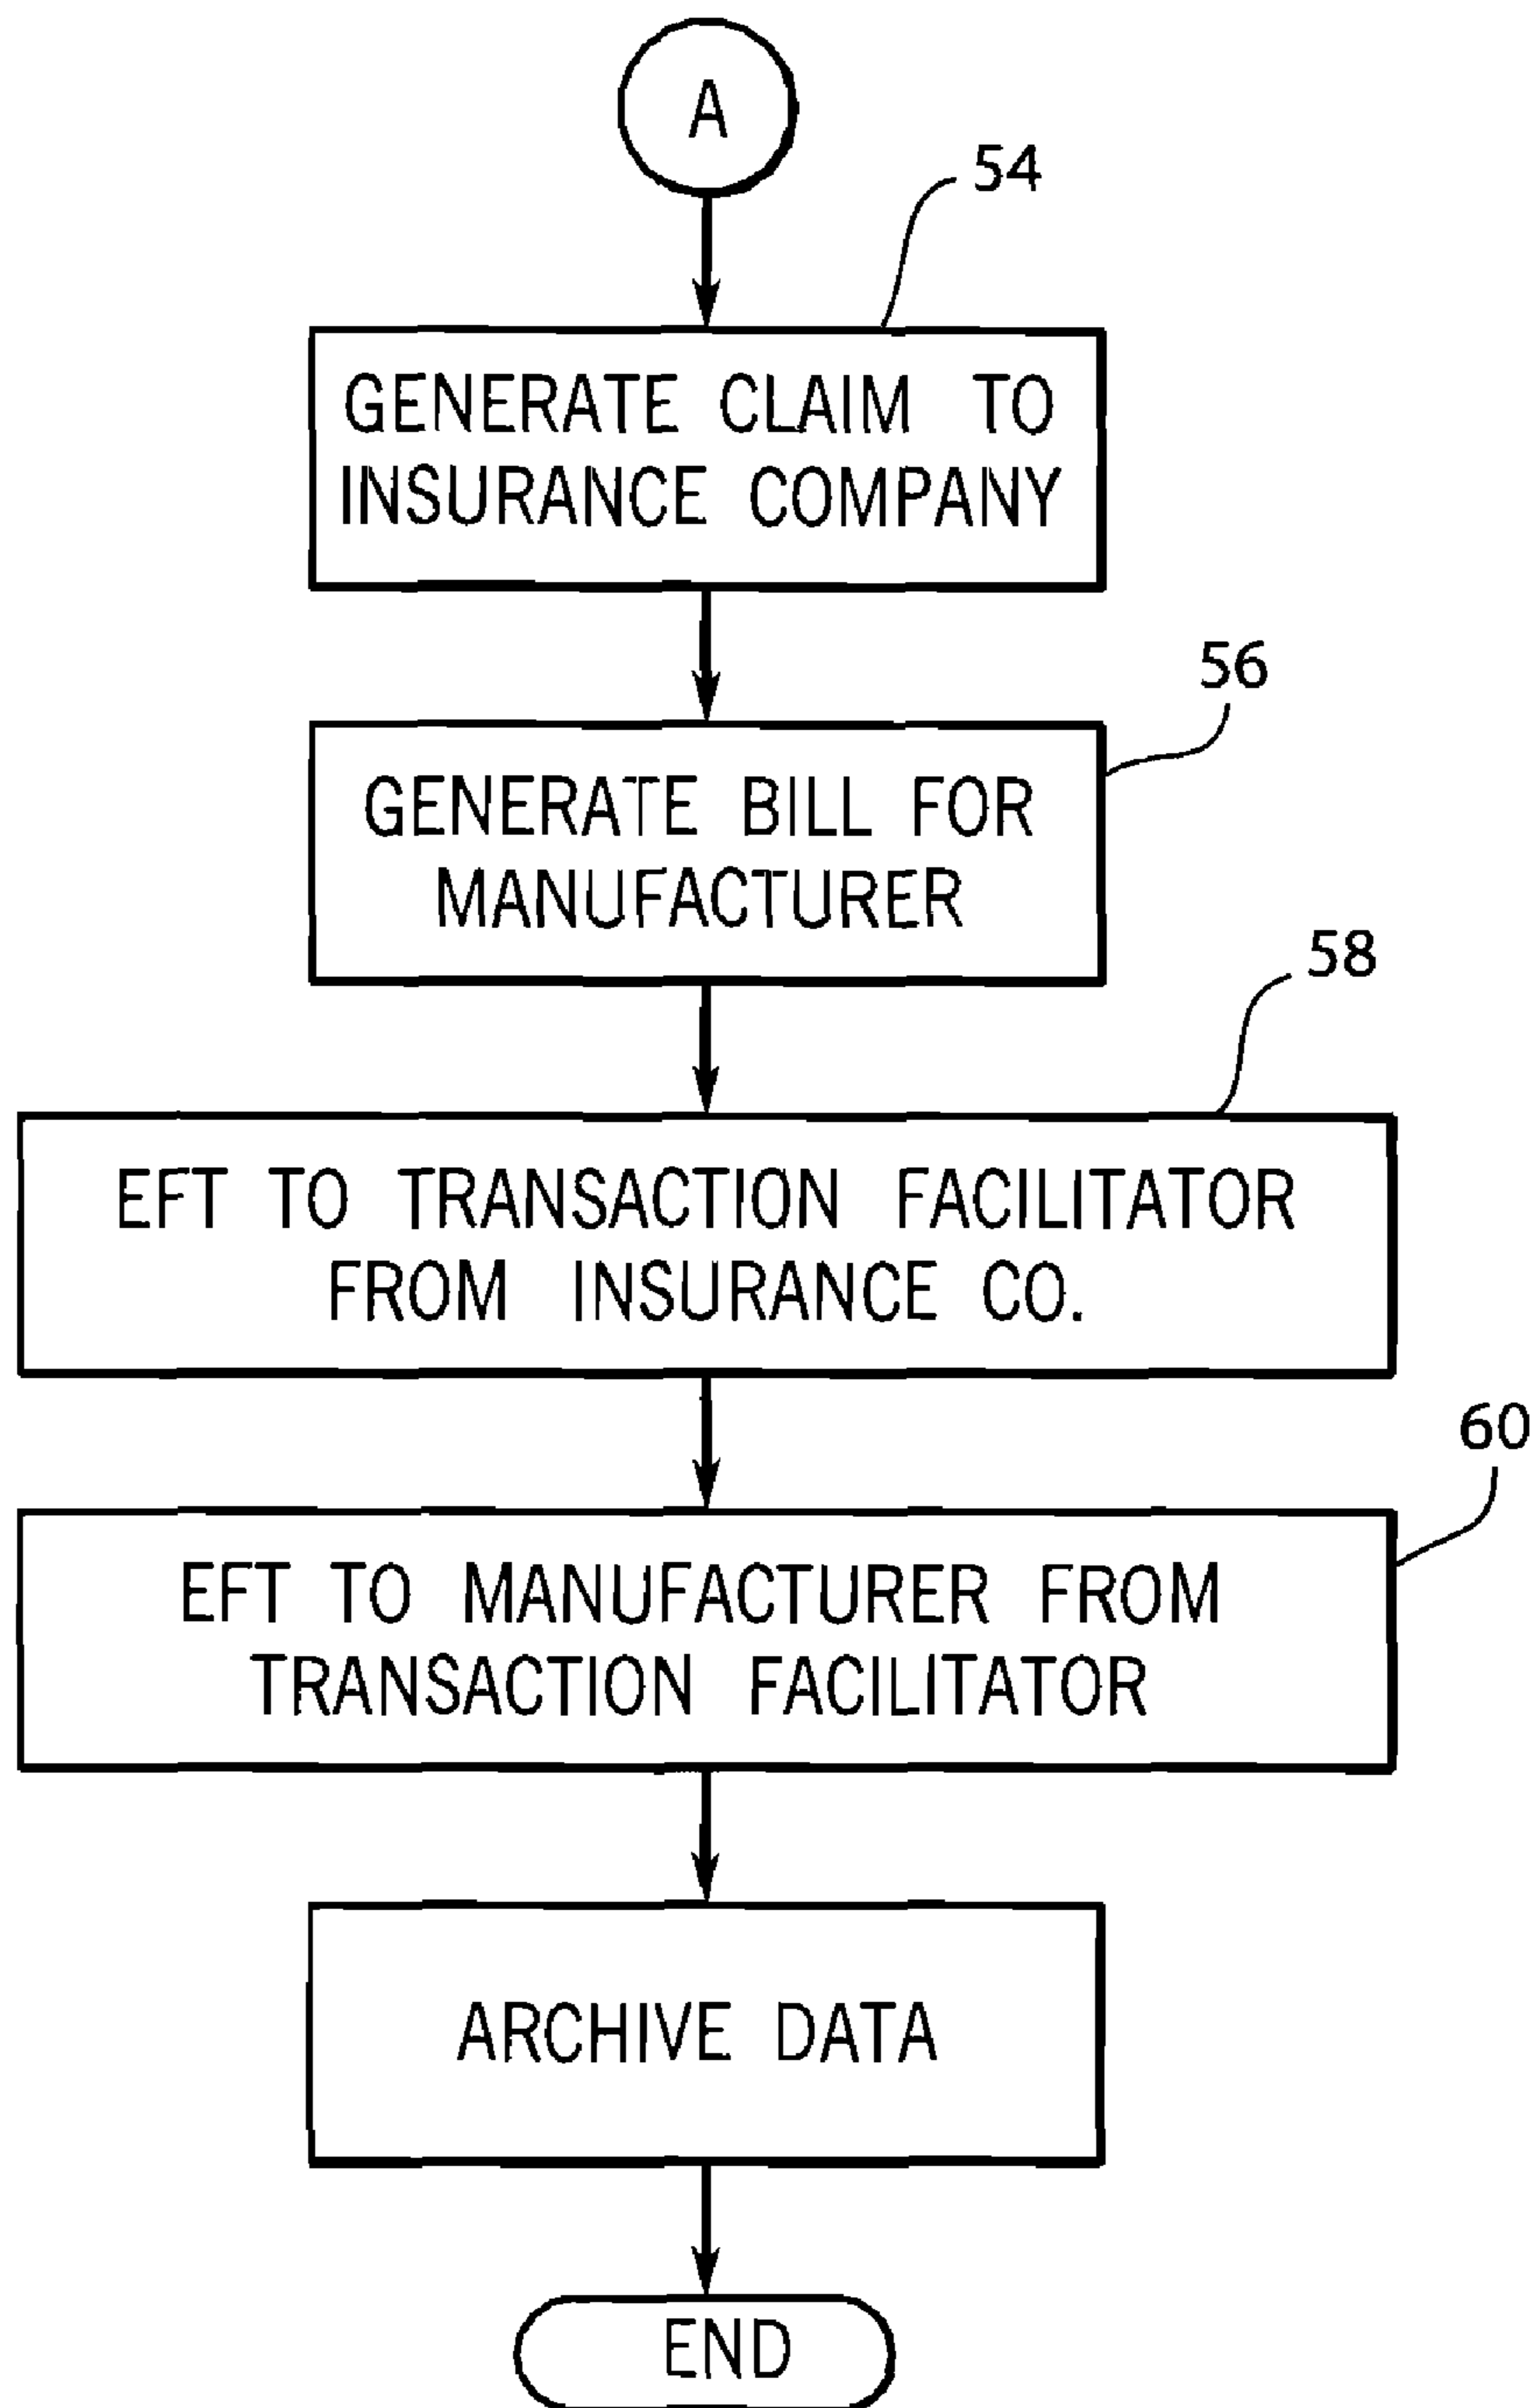 A
54
GENERATE CLAIM TO
INSURANCE COMPANY
56
GENERATE BILL FOR
MANUFACTURER
58
EFT TO TRANSACTION FACILITATOR
FROM INSURANCE CO.
60
EFT TO MANUFACTURER FROM
TRANSACTION FACILITATOR
ARCHIVE DATA
END